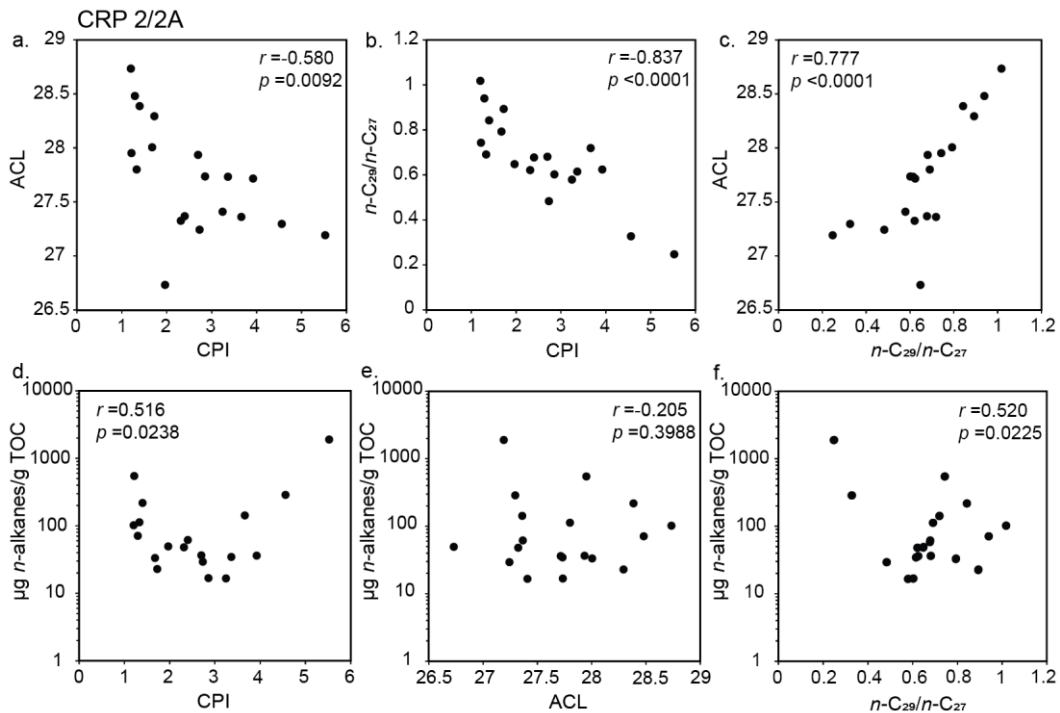 CRP 2/2A
a.
29
28.5
28
27.5
27
26.5
ACL
r =-0.580
p =0.0092
0 1 2 3 4 5 6
CPI
b.
1.2
1
0.8
0.6
0.4
0.2
0
n-C₂₉/n-C₂₇
r =-0.837
p <0.0001
0 1 2 3 4 5 6
CPI
c.
29
28.5
28
27.5
27
26.5
ACL
r =0.777
p <0.0001
0 0.2 0.4 0.6 0.8 1 1.2
n-C₂₉/n-C₂₇
d.
10000
1000
100
10
1
µg n-alkanes/g TOC
r =0.516
p =0.0238
0 1 2 3 4 5 6
CPI
e.
10000
1000
100
10
1
µg n-alkanes/g TOC
r =-0.205
p =0.3988
26.5 27 27.5 28 28.5 29
ACL
f.
10000
1000
100
10
1
µg n-alkanes/g TOC
r =0.520
p =0.0225
0 0.2 0.4 0.6 0.8 1 1.2
n-C₂₉/n-C₂₇